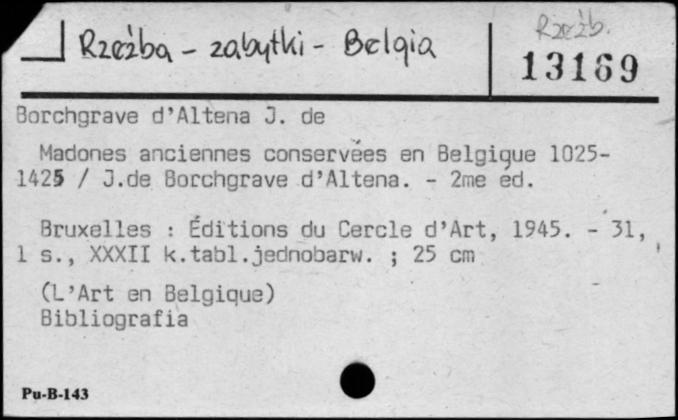 Rzeźb.
Rzeźba - zabytki - Belgia
13169
Borchgrave d'Altena J. de
Madones anciennes conservées en Belgique 1025-
1425 / J.de Borchgrave d'Altena. - 2me ed.
Bruxelles : Éditions du Cercle d'Art, 1945. - 31,
1 s., XXXII k.tabl.jednobarw. ; 25 cm
(L'Art en Belgique)
Bibliografia
Pu-B-143